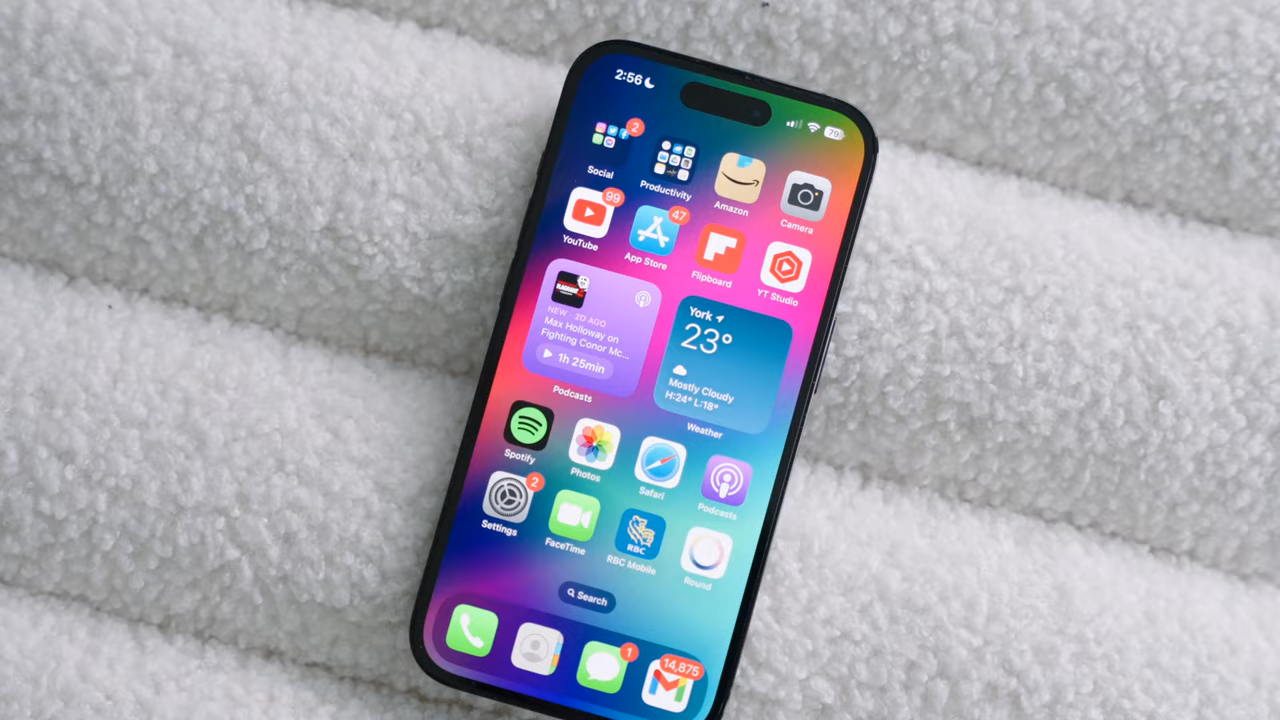 2:56
79
2
Social
Productivity
Amazon
Camera
99
YouTube
47
App Store
Flipboard
YT Studio
NEW · 2D AGO
Max Holloway on
Fighting Conor Mc...
1h 25min
Podcasts
York
23°
Mostly Cloudy
H:24° L:18°
Weather
Spotify
Photos
Safari
Podcasts
2
Settings
FaceTime
RBC
RBC Mobile
Round
Search
1
14,875